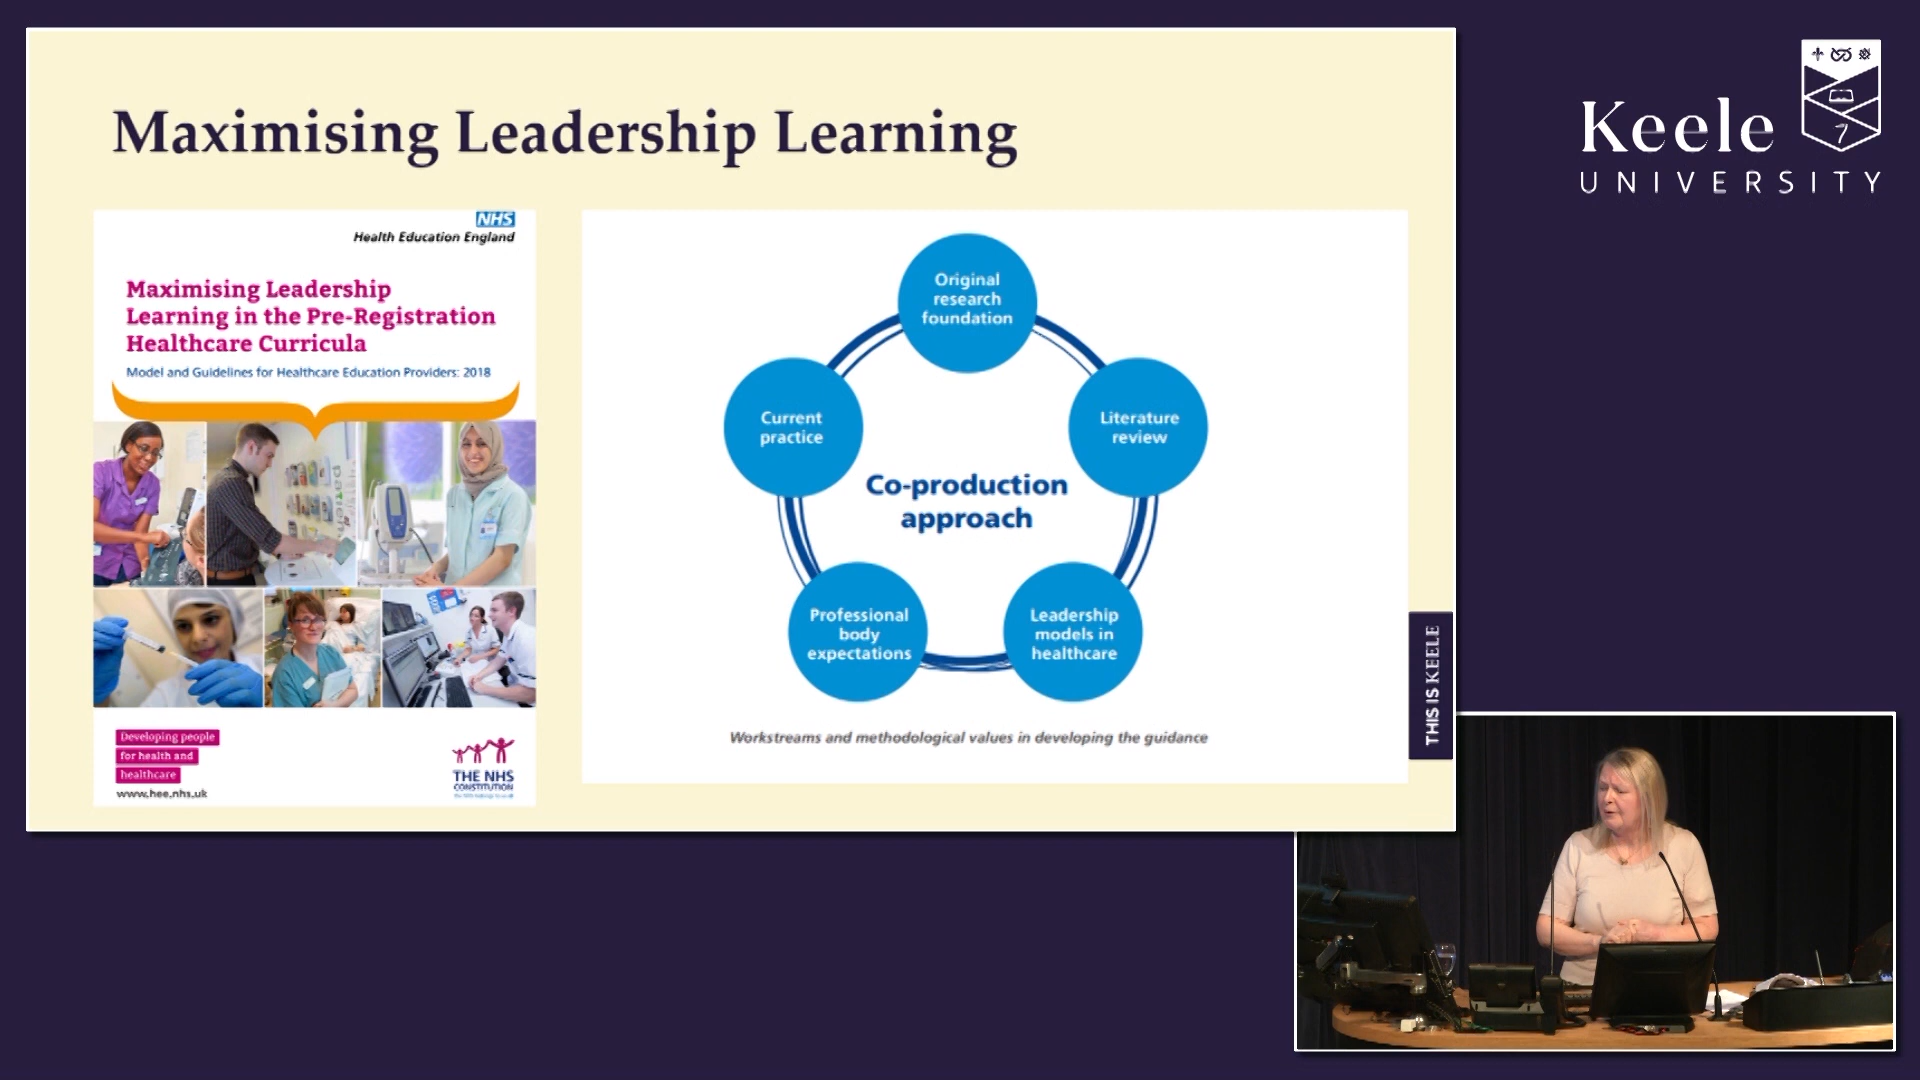 Maximising Leadership Learning
NHS
Health Education England
Maximising Leadership
Learning in the Pre-Registration
Healthcare Curricula
Model and Guidelines for Healthcare Education Providers: 2018
Developing people
for health and
healthcare
www.hee.nhs.uk
THE NHS
CONSTITUTION
Original
research
foundation
Current
practice
Literature
review
Co-production
approach
Professional
body
expectations
Leadership
models in
healthcare
Workstreams and methodological values in developing the guidance
THIS IS KEELE
Keele
UNIVERSITY